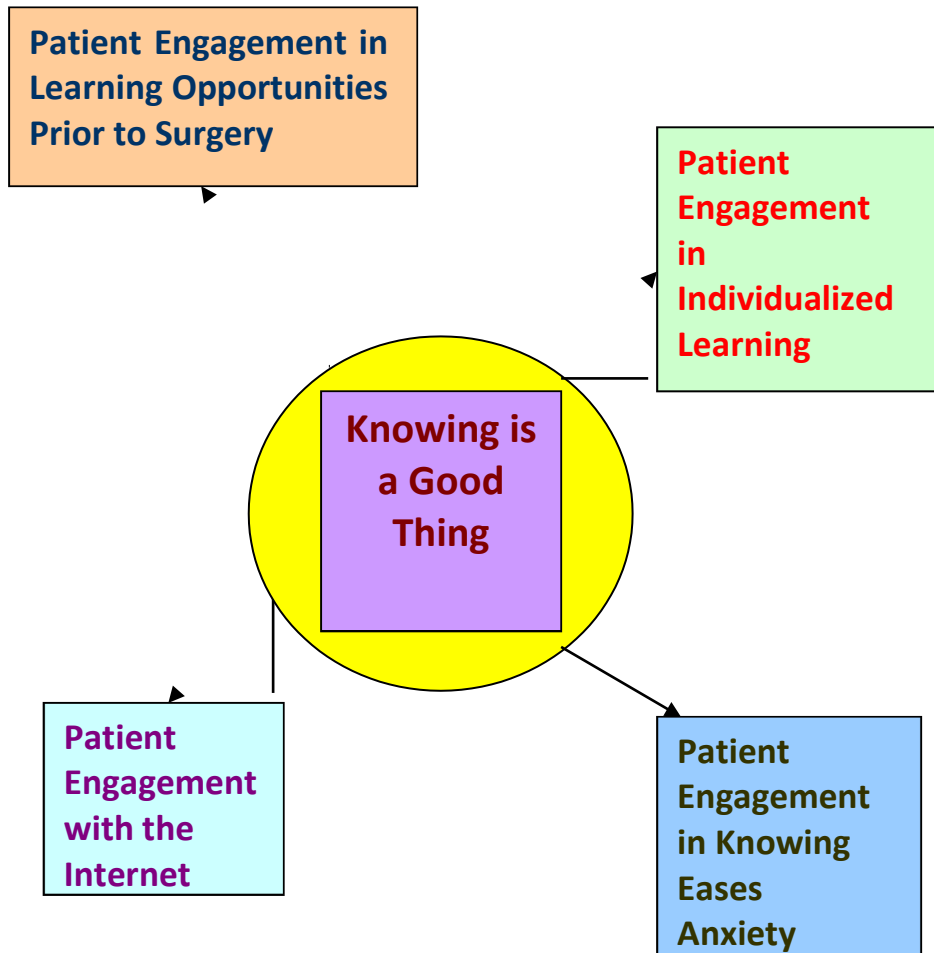 Patient Engagement in
Learning Opportunities
Prior to Surgery
Patient
Engagement
in
Individualized
Learning
Knowing is
a Good
Thing
Patient
Engagement
with the
Internet
Patient
Engagement
in Knowing
Eases
Anxiety